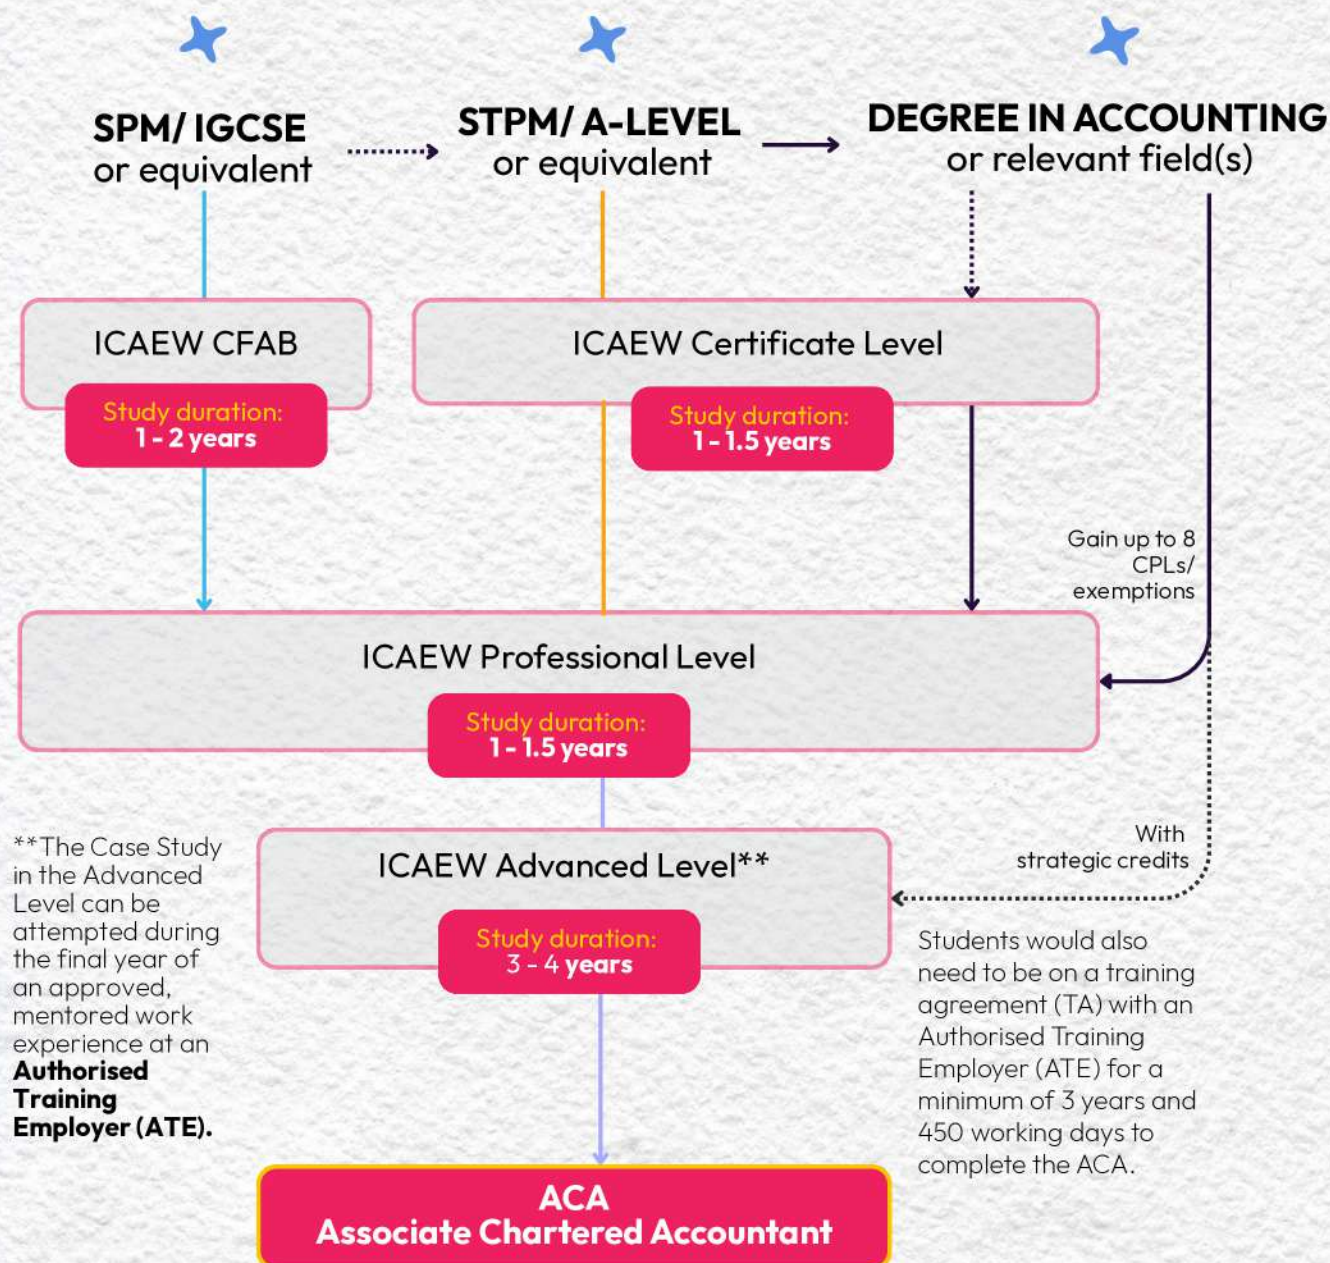 SPM/ IGCSE
or equivalent
STPM/ A-LEVEL
or equivalent
DEGREE IN ACCOUNTING
or relevant field(s)
ICAEW CFAB
Study duration:
1 - 2 years
ICAEW Certificate Level
Study duration:
1 - 1.5 years
Gain up to 8
CPLs/
exemptions
ICAEW Professional Level
Study duration:
1 - 1.5 years
**The Case Study
in the Advanced
Level can be
attempted during
the final year of
an approved,
mentored work
experience at an
Authorised
Training
Employer (ATE).
ICAEW Advanced Level**
Study duration:
3 - 4 years
With
strategic credits
Students would also
need to be on a training
agreement (TA) with an
Authorised Training
Employer (ATE) for a
minimum of 3 years and
450 working days to
complete the ACA.
ACA
Associate Chartered Accountant